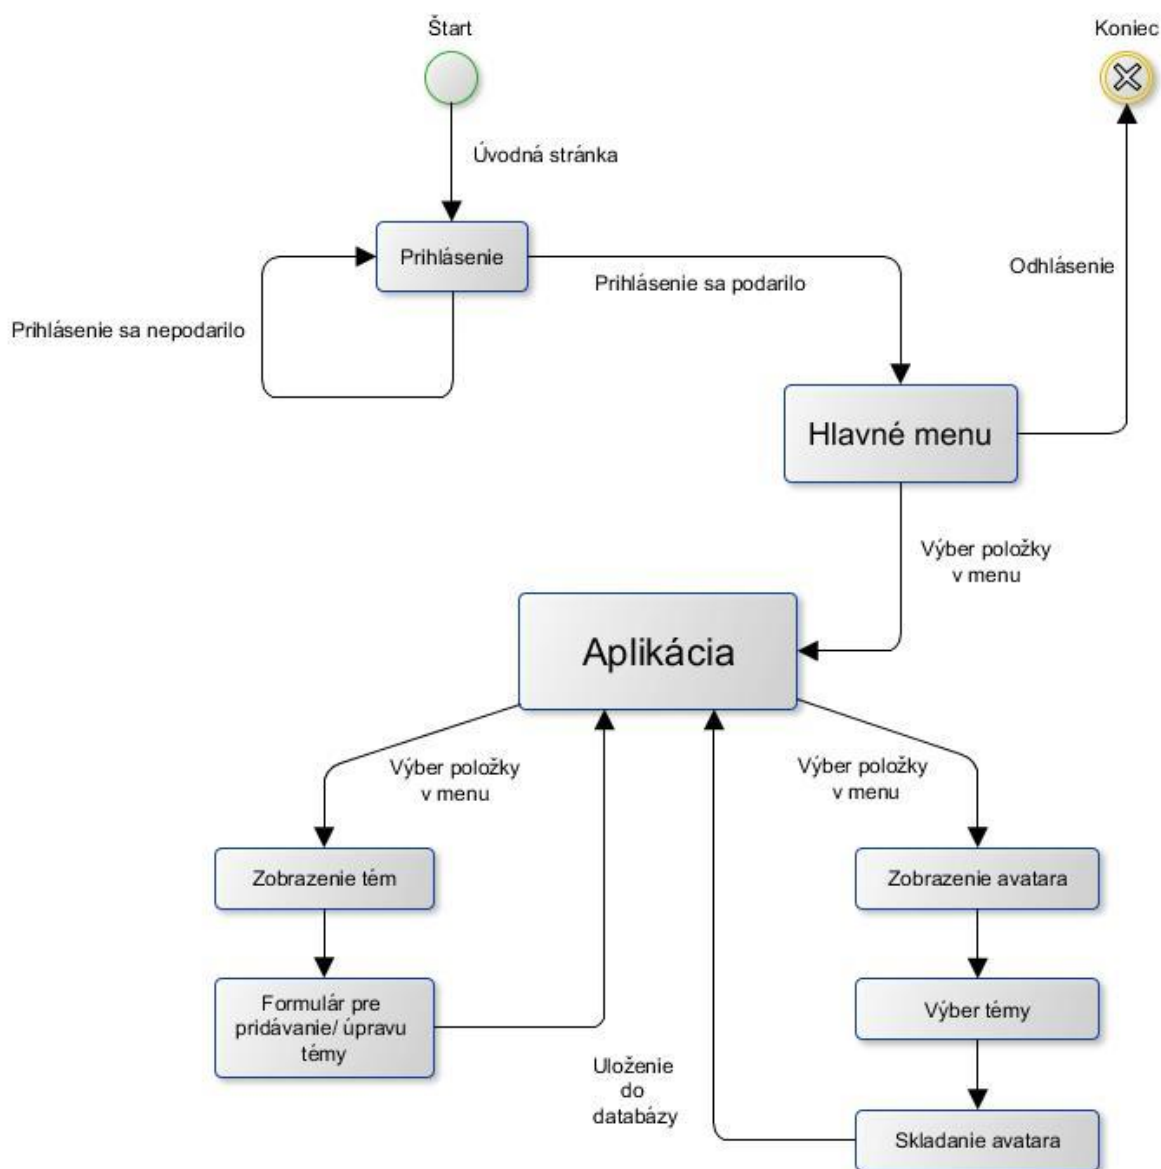 Štart
Koniec
Úvodná stránka
Prihlásenie
Odhlásenie
Prihlásenie sa podarilo
Prihlásenie sa nepodarilo
Hlavné menu
Výber položky
v menu
Aplikácia
Výber položky
v menu
Výber položky
v menu
Zobrazenie tém
Zobrazenie avatara
Formulár pre
pridávanie/ úpravu
témy
Výber témy
Uloženie
do
databázy
Skladanie avatara